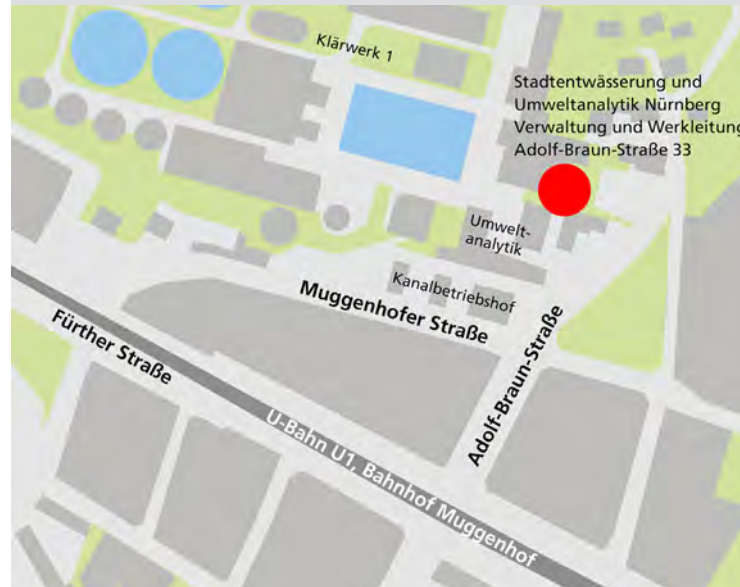 Klärwerk 1
Stadtentwässerung und
Umweltanalytik Nürnberg
Verwaltung und Werkleitung
Adolf-Braun-Straße 33
Umwelt-
analytik
Kanalbetriebshof
Muggenhofer Straße
Fürther Straße
Adolf-Braun-Straße
U-Bahn U1, Bahnhof Muggenhof